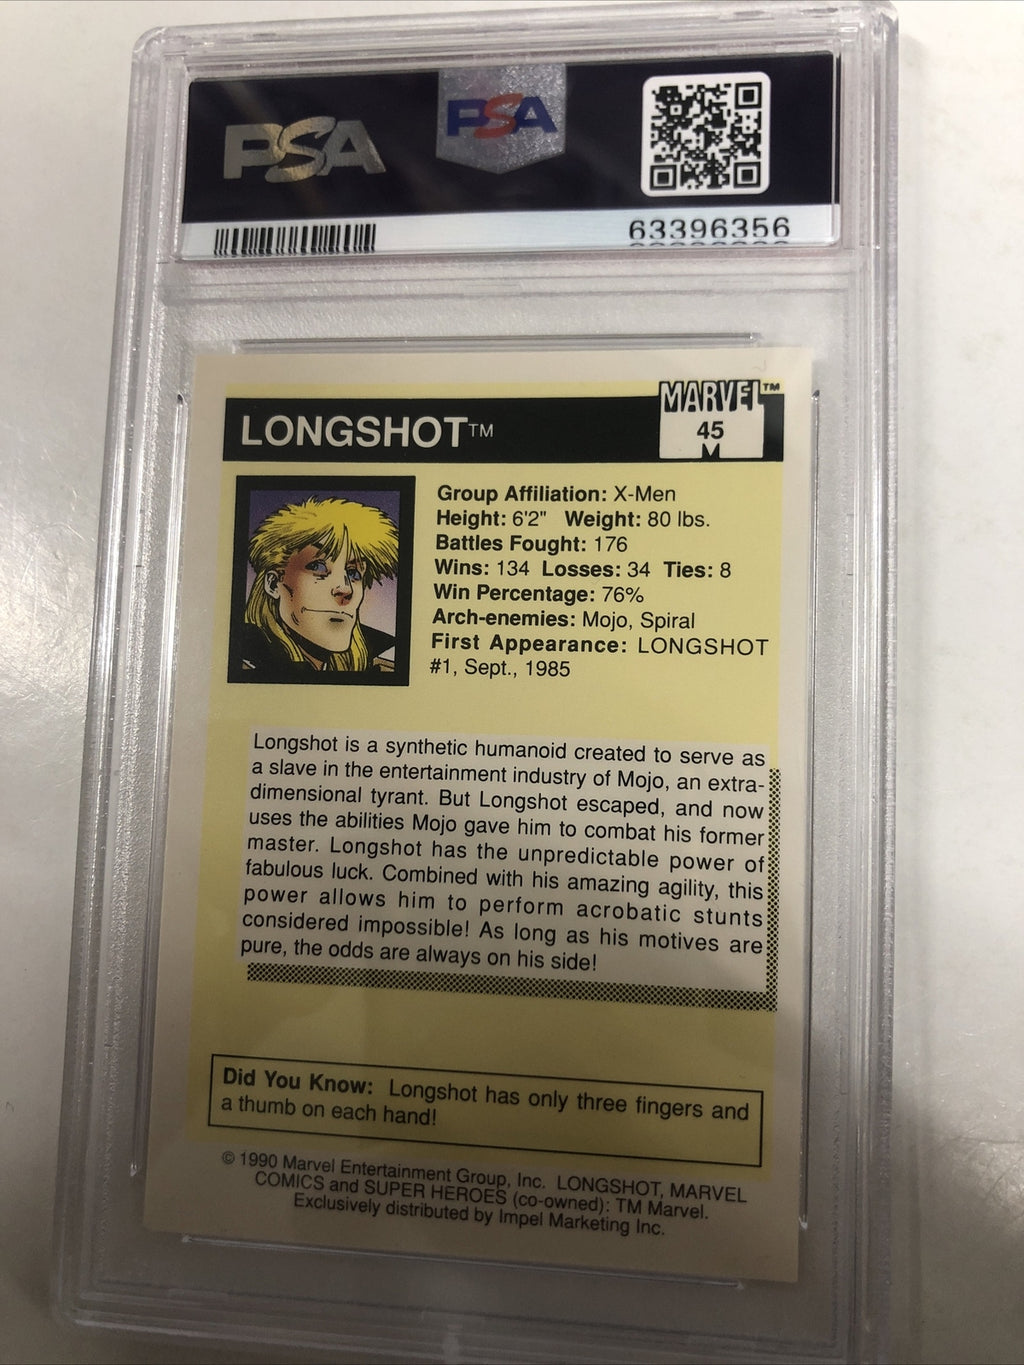 PSA
PSA
63396356
MARVEL™
LONGSHOT™
45
Group Affiliation: X-Men
Height: 6'2" Weight: 80 lbs.
Battles Fought: 176
Wins: 134 Losses: 34 Ties: 8
Win Percentage: 76%
Arch-enemies: Mojo, Spiral
First Appearance: LONGSHOT
#1, Sept., 1985
Longshot is a synthetic humanoid created to serve as
a slave in the entertainment industry of Mojo, an extra-
dimensional tyrant. But Longshot escaped, and now
uses the abilities Mojo gave him to combat his former
master. Longshot has the unpredictable power of
fabulous luck. Combined with his amazing agility, this
power allows him to perform acrobatic stunts
considered impossible! As long as his motives are
pure, the odds are always on his side!
Did You Know: Longshot has only three fingers and
a thumb on each hand!
© 1990 Marvel Entertainment Group, Inc. LONGSHOT, MARVEL
COMICS and SUPER HEROES (co-owned): TM Marvel.
Exclusively distributed by Impel Marketing Inc.